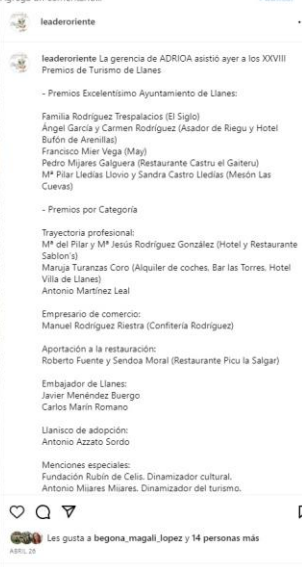 leaderoriente
leaderoriente La gerencia de ADRIOA asistió ayer a los XXVIII
Premios de Turismo de Llanes
- Premios Excelentísimo Ayuntamiento de Llanes:
Familia Rodríguez Trespalacios (El Siglo)
Ángel García y Carmen Rodríguez (Asador de Riegu y Hotel
Bufón de Arenillas)
Francisco Mier Vega (May)
Pedro Mijares Galguera (Restaurante Castru el Gaiteru)
Mª Pilar Lledías Llovio y Sandra Castro Lledías (Mesón Las
Cuevas)
- Premios por Categoría
Trayectoria profesional:
Mª del Pilar y Mª Jesús Rodríguez González (Hotel y Restaurante
Sablon's)
Maruja Turanzas Coro (Alquiler de coches, Bar las Torres, Hotel
Villa de Llanes)
Antonio Martínez Leal
Empresario de comercio:
Manuel Rodríguez Riestra (Confitería Rodríguez)
Aportación a la restauración:
Roberto Fuente y Sendoa Moral (Restaurante Picu la Salgar)
Embajador de Llanes:
Javier Menéndez Buergo
Carlos Marín Romano
Llanisco de adopción:
Antonio Azzato Sordo
Menciones especiales:
Fundación Rubín de Celis. Dinamizador cultural.
Antonio Mijares Mijares. Dinamizador del turismo.
Les gusta a begona_magali_lopez y 14 personas más
ABRIL 26